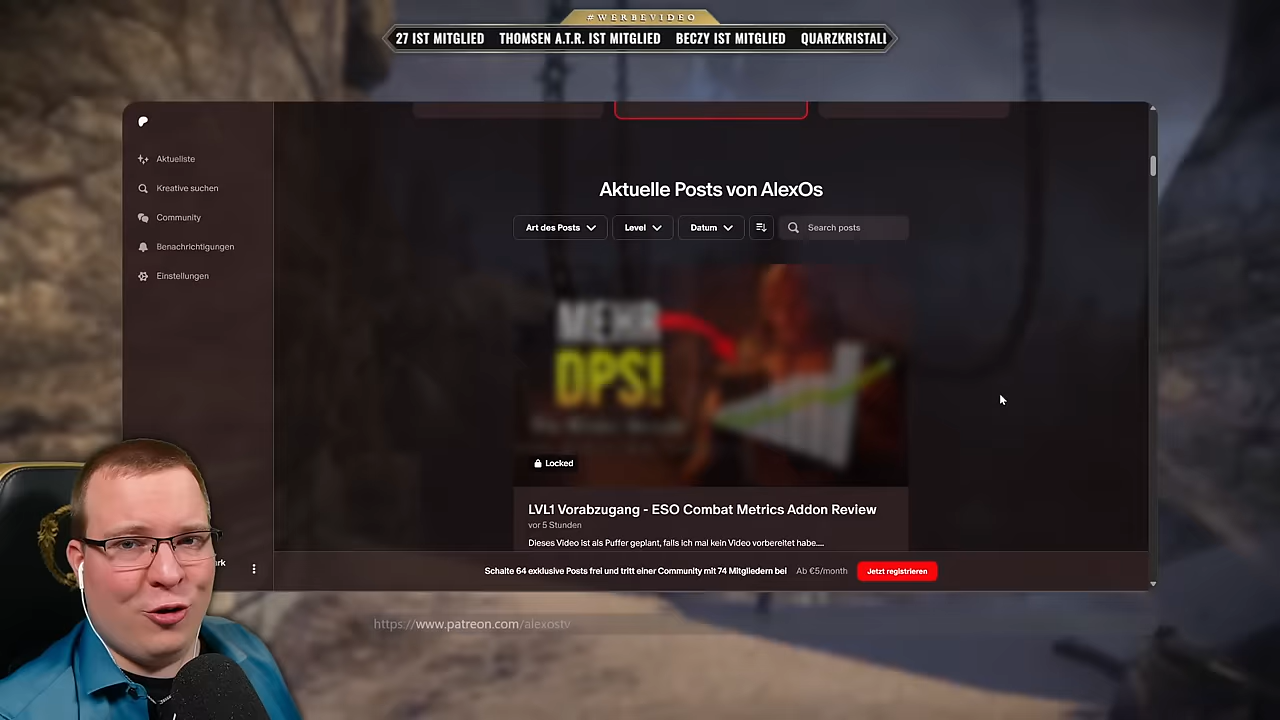 #WERBEVIDEO
27 IST MITGLIED THOMSEN A.T.R. IST MITGLIED BECZY IST MITGLIED QUARZKRISTALI
Aktuellste
Kreative suchen
Community
Benachrichtigungen
Einstellungen
Aktuelle Posts von AlexOs
Art des Posts Level Datum Search posts
MEHR
DPS!
Locked
LVL1 Vorabzugang - ESO Combat Metrics Addon Review
vor 5 Stunden
Dieses Video ist als Puffer geplant, falls ich mal kein Video vorbereitet habe....
Schalte 64 exklusive Posts frei und tritt einer Community mit 74 Mitgliedern bei Ab €5/month Jetzt registrieren
https://www.patreon.com/alexostv